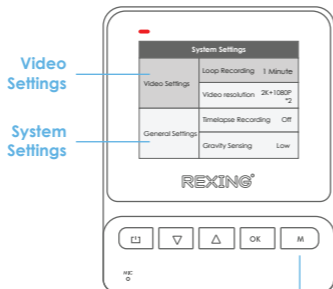 System Settings
Video Settings
Loop Recording 1 Minute
Video resolution 2K+1080P
*2
General Settings
Timelapse Recording Off
Gravity Sensing Low
Video
Settings
System
Settings
REXING®
OK
M
MIC